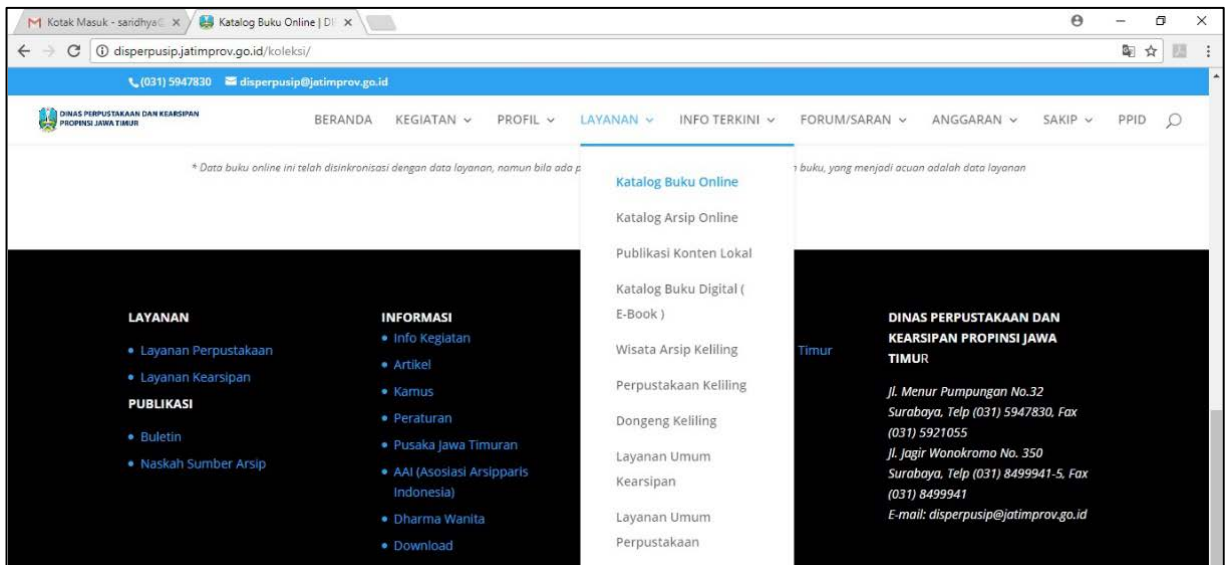 Kotak Masuk - saridhya
Katalog Buku Online | DI
disperpusip.jatimprov.go.id/koleksi/
(031) 5947830 disperpusip@jatimprov.go.id
DINAS PERPUSTAKAAN DAN KEARSIPAN
PROPINSI JAWA TIMUR
BERANDA KEGIATAN PROFIL LAYANAN INFO TERKINI FORUM/SARAN ANGGARAN SAKIP PPID
* Data buku online ini telah disinkronisasi dengan data layanan, namun bila ada p
buku, yang menjadi acuan adalah data layanan
Katalog Buku Online
Katalog Arsip Online
Publikasi Konten Lokal
Katalog Buku Digital (
E-Book )
Wisata Arsip Keliling
Perpustakaan Keliling
Dongeng Keliling
Layanan Umum
Kearsipan
Layanan Umum
Perpustakaan
LAYANAN
• Layanan Perpustakaan
• Layanan Kearsipan
PUBLIKASI
• Buletin
• Naskah Sumber Arsip
INFORMASI
• Info Kegiatan
• Artikel
• Kamus
• Peraturan
• Pusaka Jawa Timuran
• AAI (Asosiasi Arsipparis
Indonesia)
• Dharma Wanita
• Download
Timur
DINAS PERPUSTAKAAN DAN
KEARSIPAN PROPINSI JAWA
TIMUR
Jl. Menur Pumpungan No.32
Surabaya, Telp (031) 5947830, Fax
(031) 5921055
Jl. Jagir Wonokromo No. 350
Surabaya, Telp (031) 8499941-5, Fax
(031) 8499941
E-mail: disperpusip@jatimprov.go.id